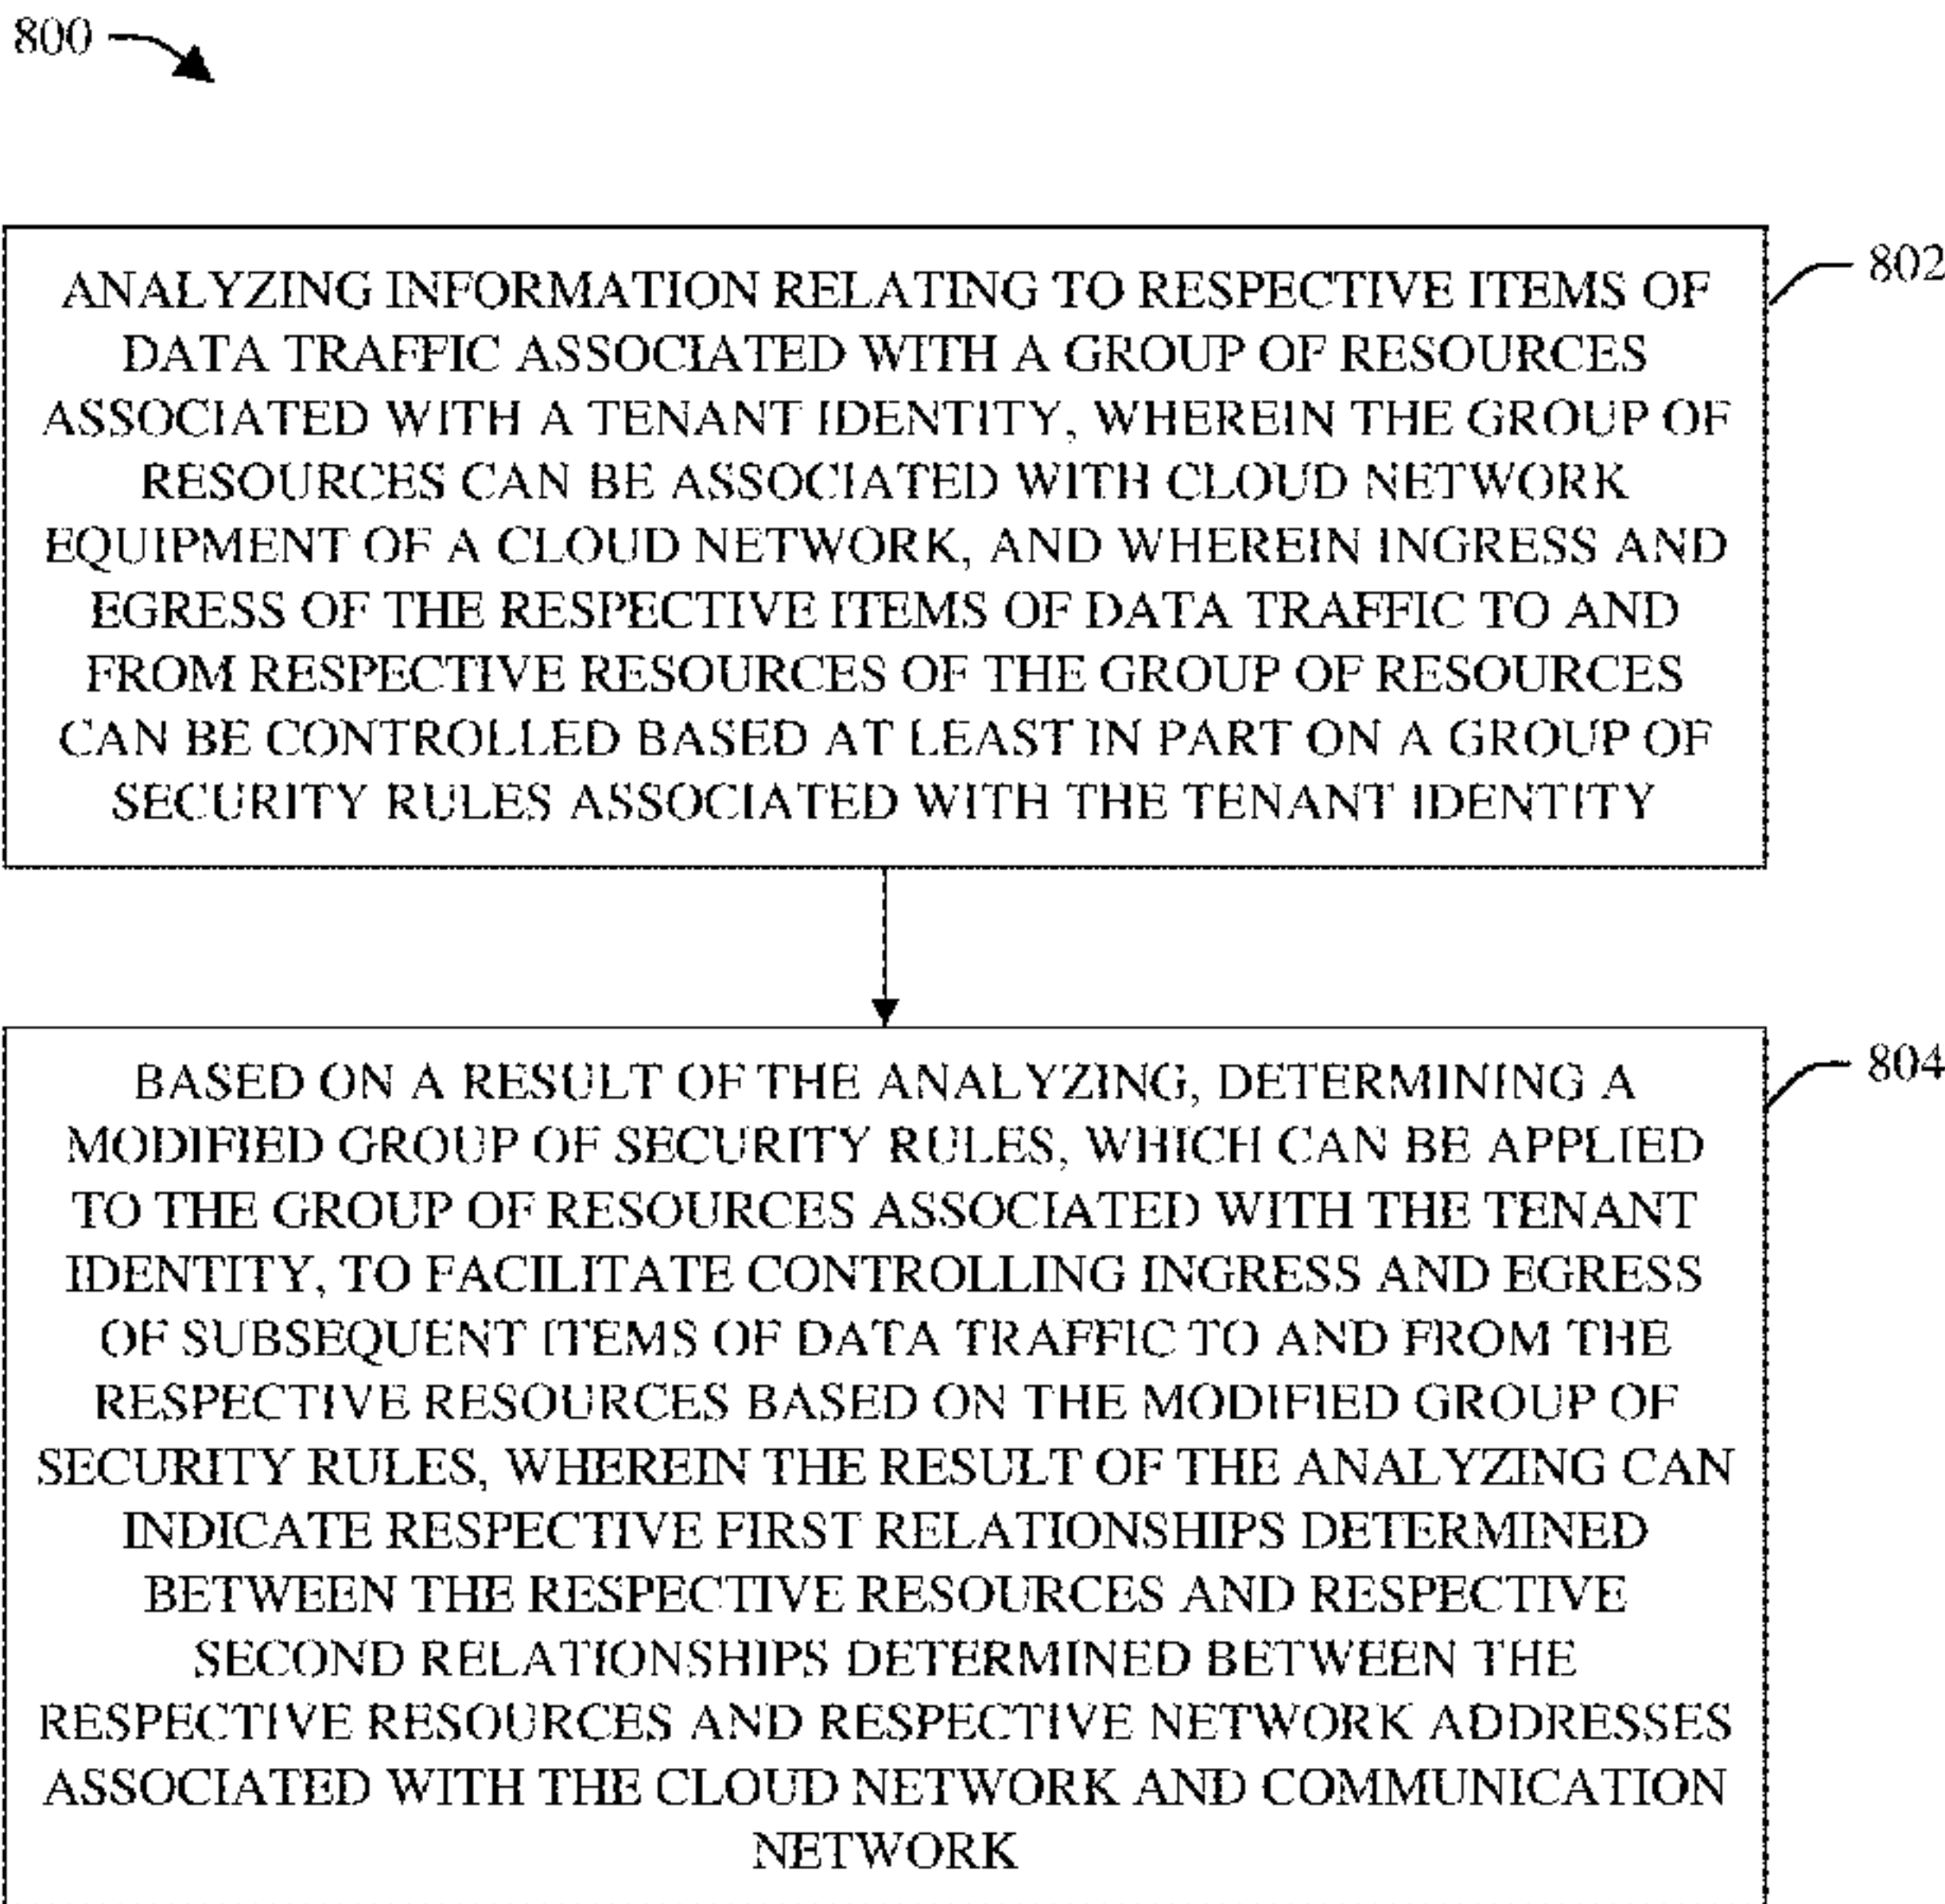 800
802
ANALYZING INFORMATION RELATING TO RESPECTIVE ITEMS OF
DATA TRAFFIC ASSOCIATED WITH A GROUP OF RESOURCES
ASSOCIATED WITH A TENANT IDENTITY, WHEREIN THE GROUP OF
RESOURCES CAN BE ASSOCIATED WITH CLOUD NETWORK
EQUIPMENT OF A CLOUD NETWORK, AND WHEREIN INGRESS AND
EGRESS OF THE RESPECTIVE ITEMS OF DATA TRAFFIC TO AND
FROM RESPECTIVE RESOURCES OF THE GROUP OF RESOURCES
CAN BE CONTROLLED BASED AT LEAST IN PART ON A GROUP OF
SECURITY RULES ASSOCIATED WITH THE TENANT IDENTITY
804
BASED ON A RESULT OF THE ANALYZING, DETERMINING A
MODIFIED GROUP OF SECURITY RULES, WHICH CAN BE APPLIED
TO THE GROUP OF RESOURCES ASSOCIATED WITH THE TENANT
IDENTITY, TO FACILITATE CONTROLLING INGRESS AND EGRESS
OF SUBSEQUENT ITEMS OF DATA TRAFFIC TO AND FROM THE
RESPECTIVE RESOURCES BASED ON THE MODIFIED GROUP OF
SECURITY RULES, WHEREIN THE RESULT OF THE ANALYZING CAN
INDICATE RESPECTIVE FIRST RELATIONSHIPS DETERMINED
BETWEEN THE RESPECTIVE RESOURCES AND RESPECTIVE
SECOND RELATIONSHIPS DETERMINED BETWEEN THE
RESPECTIVE RESOURCES AND RESPECTIVE NETWORK ADDRESSES
ASSOCIATED WITH THE CLOUD NETWORK AND COMMUNICATION
NETWORK